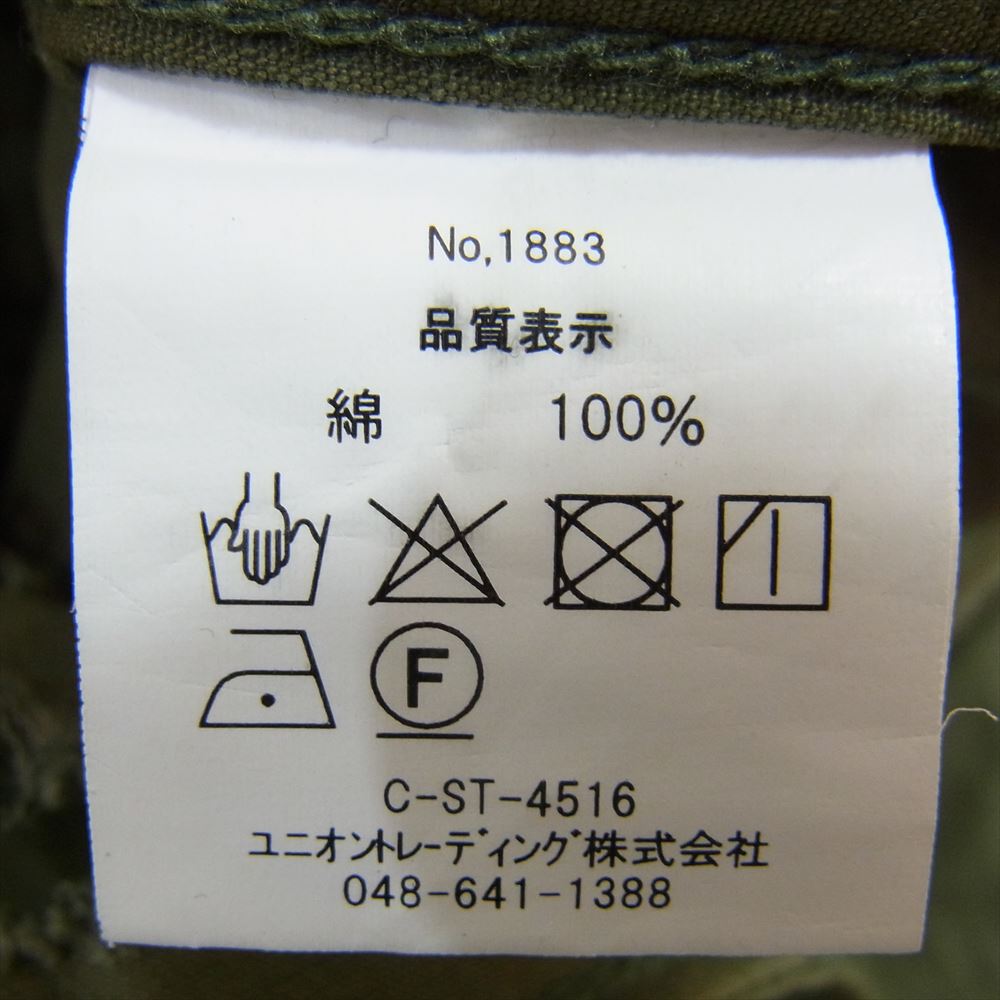 No,1883
品質表示
綿 100%
F
C-ST-4516
ユニオントレーディング株式会社
048-641-1388